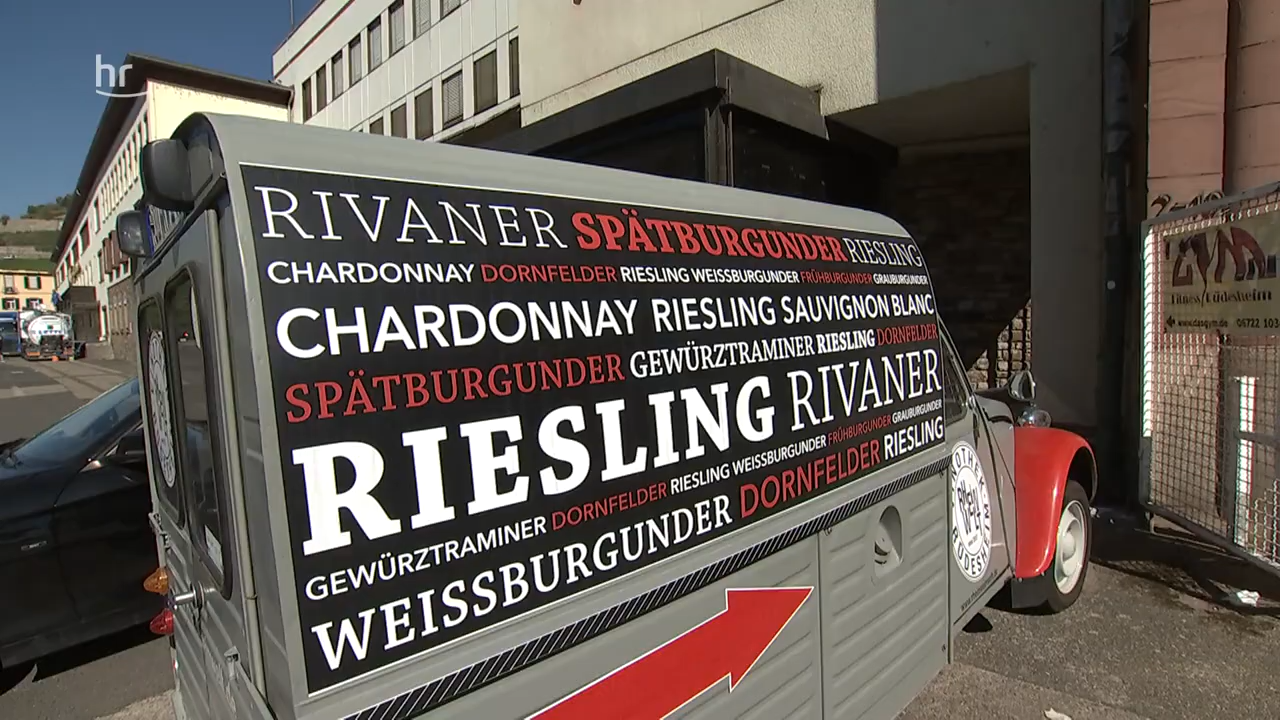 hr
RIVANER SPÄTBURGUNDER RIESLING
CHARDONNAY DORNFELDER RIESLING WEISSBURGUNDER FRÜHBURGUNDER GRAUBURGUNDER
CHARDONNAY RIESLING SAUVIGNON BLANC
SPÄTBURGUNDER GEWÜRZTRAMINER RIESLING DORNFELDER
RIESLING RIVANER
GEWÜRZTRAMINER DORNFELDER RIESLING WEISSBURGUNDER FRÜHBURGUNDER GRAUBURGUNDER
WEISSBURGUNDER DORNFELDER RIESLING